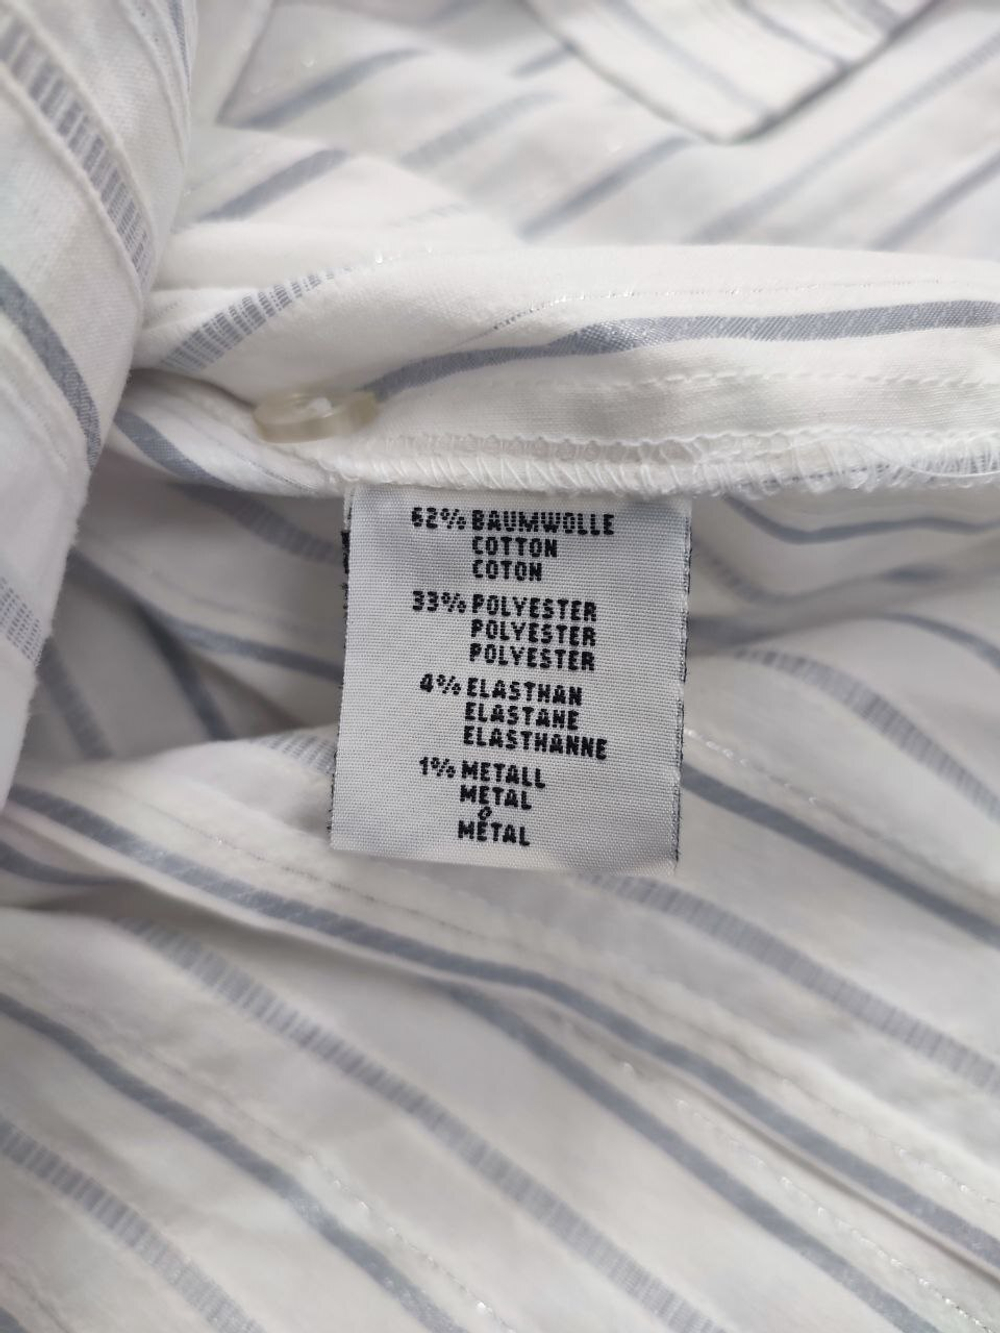 62% BAUMWOLLE
COTTON
COTON
33% POLYESTER
POLYESTER
POLYESTER
4% ELASTHAN
ELASTANE
ELASTHANNE
1% METALL
METAL
MÉTAL